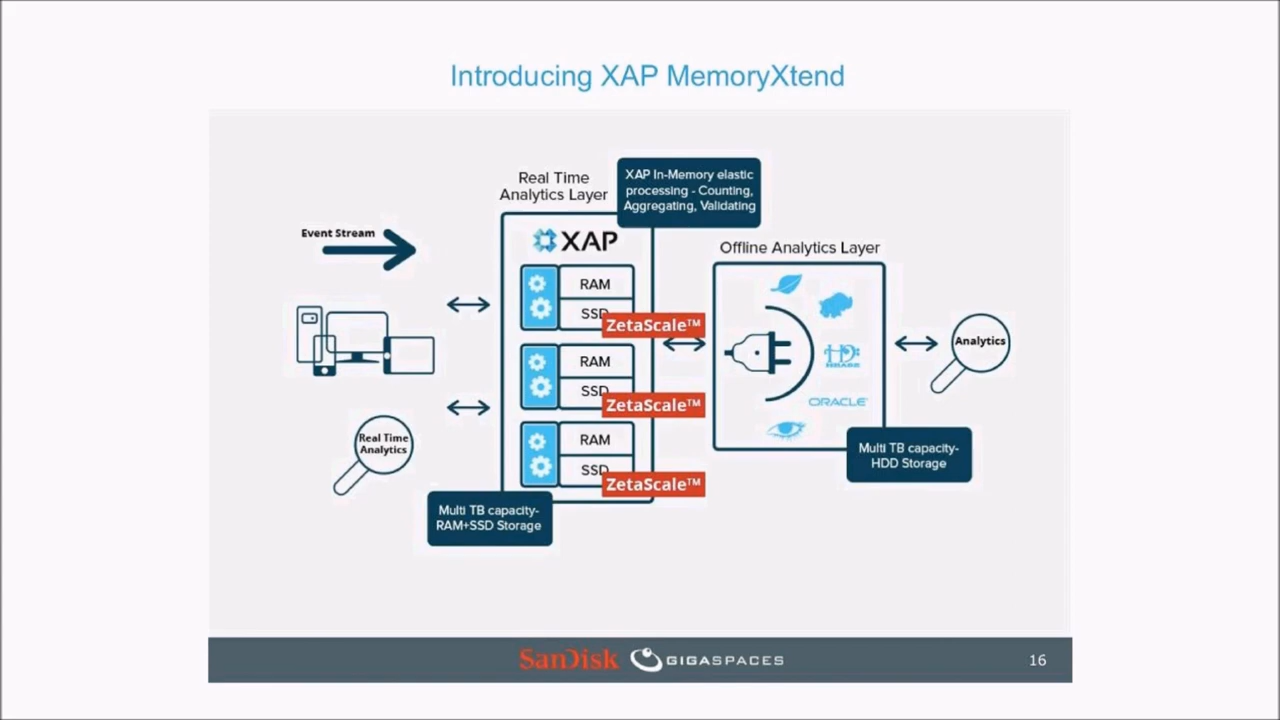 Introducing XAP MemoryXtend
Real Time
Analytics Layer
XAP In-Memory elastic
processing - Counting,
Aggregating, Validating
Event Stream
XAP
Offline Analytics Layer
RAM
SSD
ZetaScale™
RAM
SSD
ZetaScale™
RAM
SSD
ZetaScale™
HBASE
ORACLE
Analytics
Real Time
Analytics
Multi TB capacity-
HDD Storage
Multi TB capacity-
RAM+SSD Storage
SanDisk
GIGASPACES
16